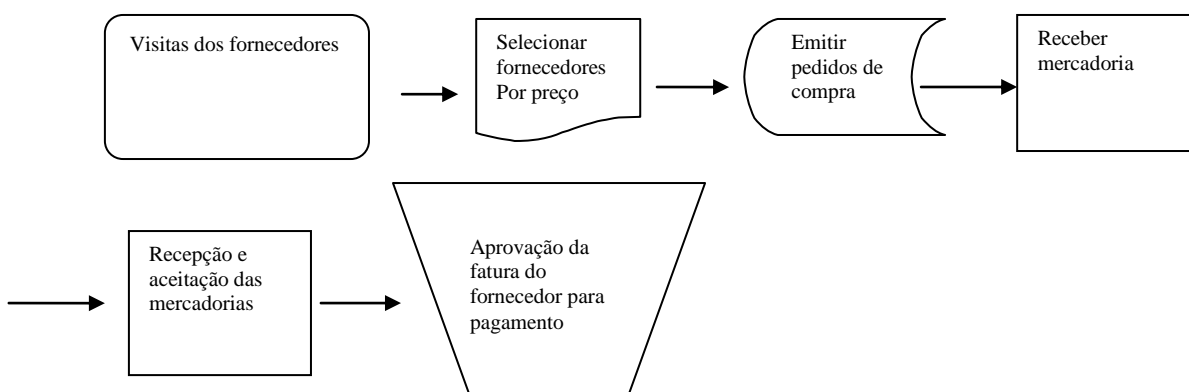 Visitas dos fornecedores
Selecionar
fornecedores
Por preço
Emitir
pedidos de
compra
Receber
mercadoria
Recepção e
aceitação das
mercadorias
Aprovação da
fatura do
fornecedor para
pagamento